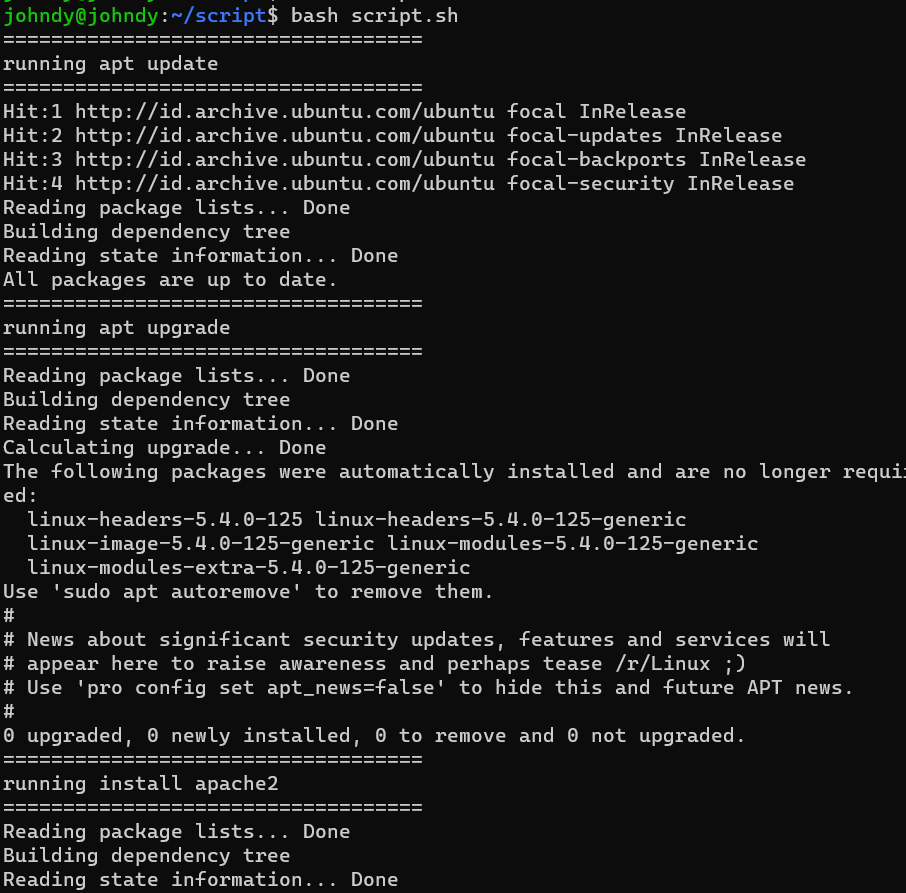 johndy@johndy:~/script$ bash script.sh
===================================
running apt update
===================================
Hit:1 http://id.archive.ubuntu.com/ubuntu focal InRelease
Hit:2 http://id.archive.ubuntu.com/ubuntu focal-updates InRelease
Hit:3 http://id.archive.ubuntu.com/ubuntu focal-backports InRelease
Hit:4 http://id.archive.ubuntu.com/ubuntu focal-security InRelease
Reading package lists... Done
Building dependency tree
Reading state information... Done
All packages are up to date.
===================================
running apt upgrade
===================================
Reading package lists... Done
Building dependency tree
Reading state information... Done
Calculating upgrade... Done
The following packages were automatically installed and are no longer requi
ed:
  linux-headers-5.4.0-125 linux-headers-5.4.0-125-generic
  linux-image-5.4.0-125-generic linux-modules-5.4.0-125-generic
  linux-modules-extra-5.4.0-125-generic
Use 'sudo apt autoremove' to remove them.
#
# News about significant security updates, features and services will
# appear here to raise awareness and perhaps tease /r/Linux ;)
# Use 'pro config set apt_news=false' to hide this and future APT news.
#
0 upgraded, 0 newly installed, 0 to remove and 0 not upgraded.
===================================
running install apache2
===================================
Reading package lists... Done
Building dependency tree
Reading state information... Done